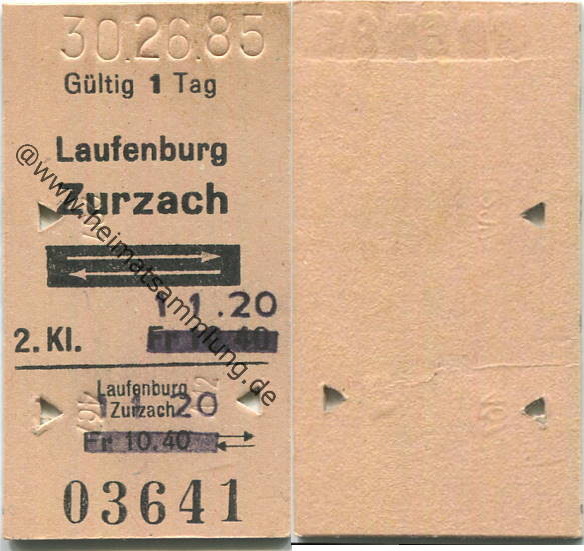 30.26.85
Gültig 1 Tag
Laufenburg
Zurzach
11.20
2. Kl. Fr 10.40
Laufenburg
Zurzach
11.20
Fr 10.40
03641
@www.heimatsammlung.de